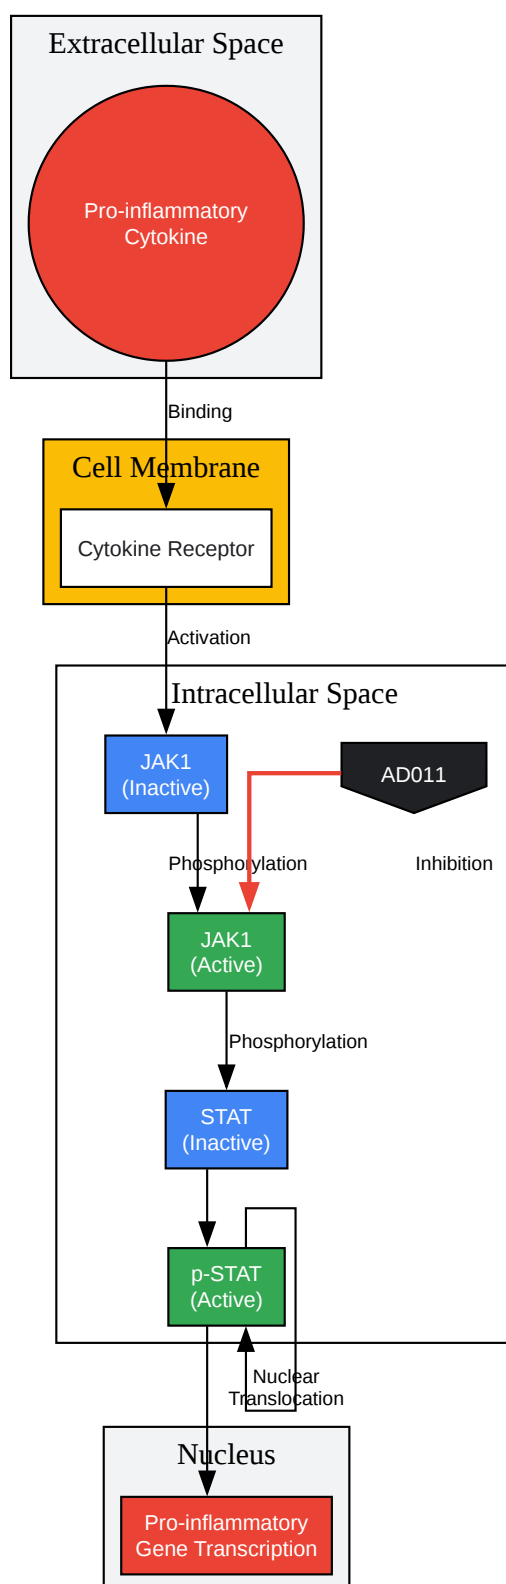 Extracellular Space
Pro-inflammatory
Cytokine
Binding
Cell Membrane
Cytokine Receptor
Activation
Intracellular Space
JAK1
(Inactive)
AD011
Phosphorylation
Inhibition
JAK1
(Active)
Phosphorylation
STAT
(Inactive)
p-STAT
(Active)
Nuclear
Translocation
Nucleus
Pro-inflammatory
Gene Transcription